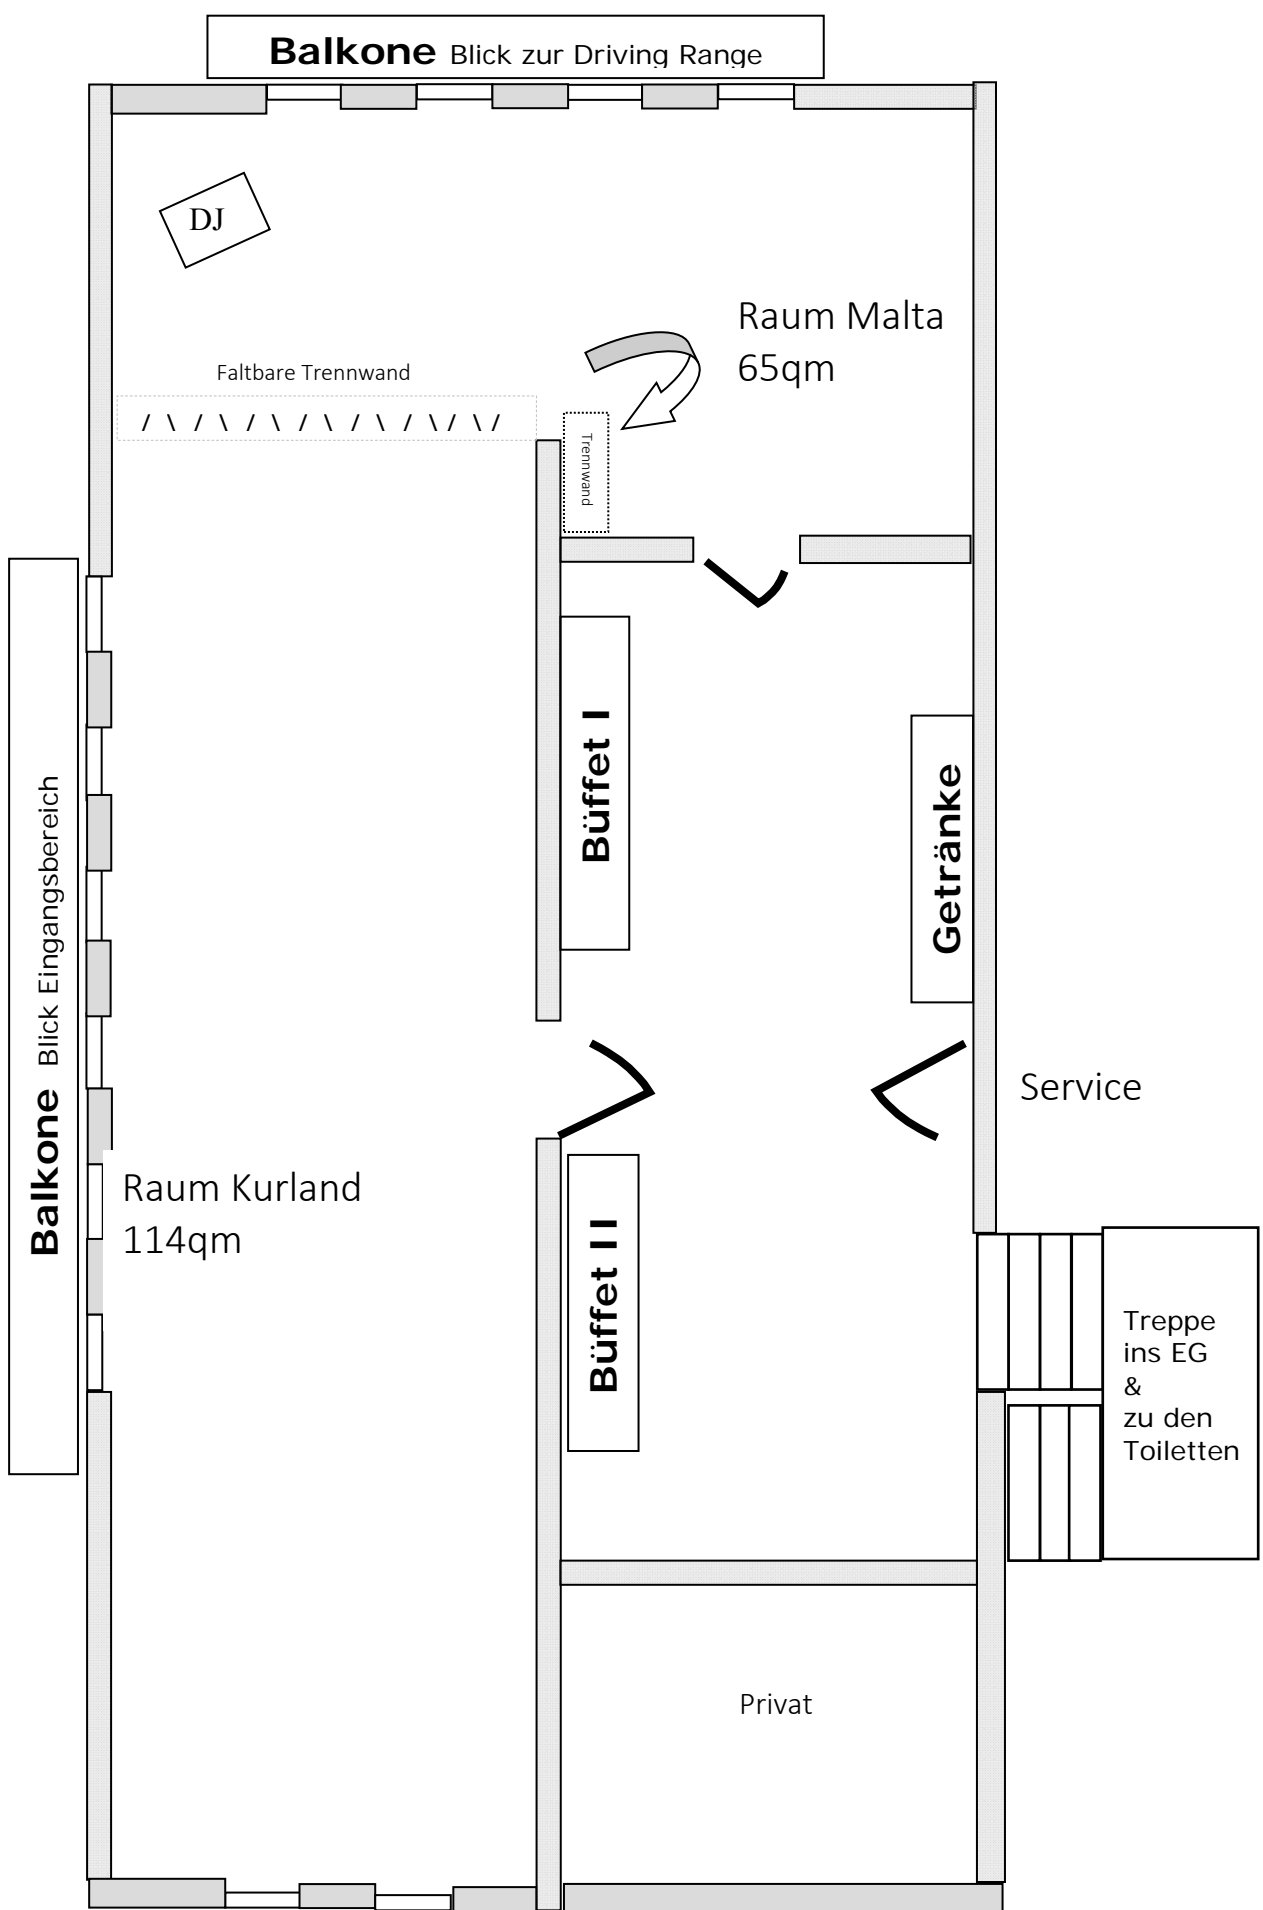 Balkone Blick zur Driving Range
DJ
Raum Malta
65qm
Faltbare Trennwand
/ \ / \ / \ / \ / \ / \/ \/
Trennwand
Büffet I
Getränke
Balkone Blick Eingangsbereich
Service
Raum Kurland
114qm
Büffet II
Treppe
ins EG
&
zu den
Toiletten
Privat